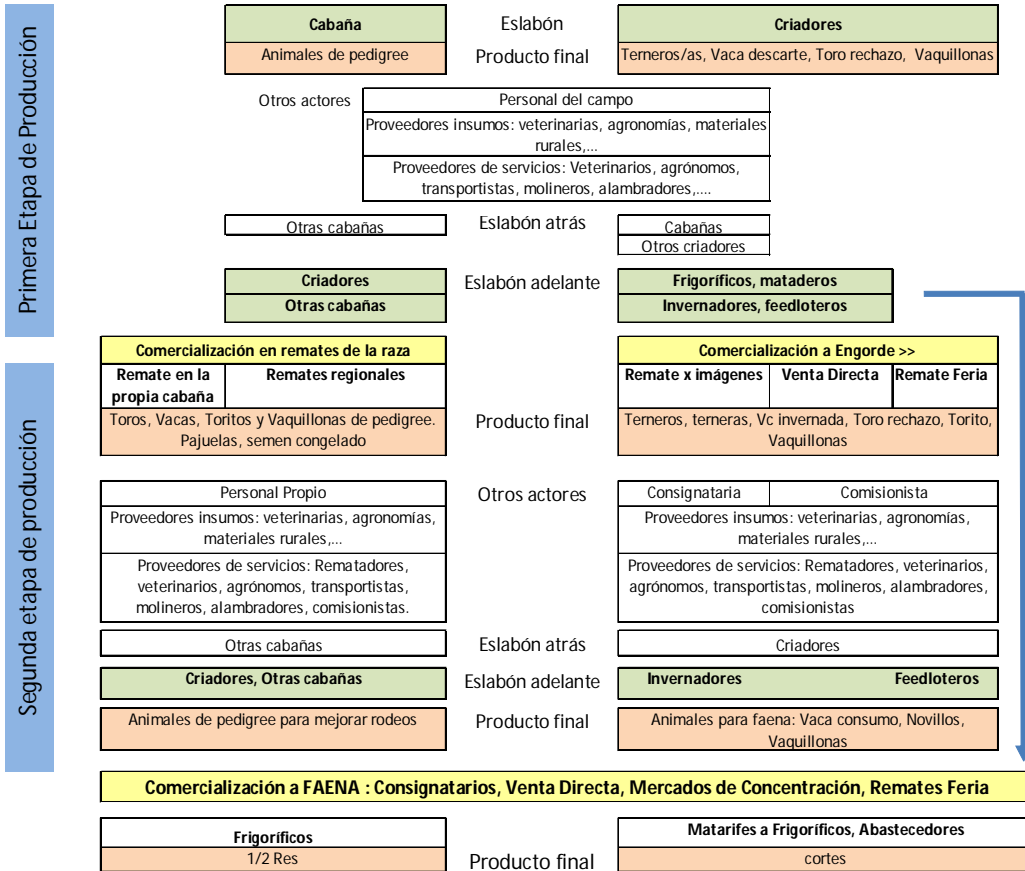 Primera Etapa de Producción
Cabaña
Eslabón
Criadores
Animales de pedigree
Producto final
Terneros/as, Vaca descarte, Toro rechazo, Vaquillonas
Otros actores
Personal del campo
Proveedores insumos: veterinarias, agronomías, materiales
rurales,...
Proveedores de servicios: Veterinarios, agrónomos,
transportistas, molineros, alambradores,....
Otras cabañas
Eslabón atrás
Cabañas
Otros criadores
Criadores
Eslabón adelante
Frigoríficos, mataderos
Otras cabañas
Invernadores, feedloteros
Segunda etapa de producción
Comercialización en remates de la raza
Comercialización a Engorde >>
Remate en la
propia cabaña
Remates regionales
Remate x imágenes
Venta Directa
Remate Feria
Toros, Vacas, Toritos y Vaquillonas de pedigree.
Pajuelas, semen congelado
Producto final
Terneros, terneras, Vc invernada, Toro rechazo, Torito,
Vaquillonas
Personal Propio
Otros actores
Consignataria
Comisionista
Proveedores insumos: veterinarias, agronomías,
materiales rurales,...
Proveedores insumos: veterinarias, agronomías,
materiales rurales,...
Proveedores de servicios: Rematadores,
veterinarios, agrónomos, transportistas,
molineros, alambradores, comisionistas.
Proveedores de servicios: Rematadores, veterinarios,
agrónomos, transportistas, molineros, alambradores,
comisionistas
Otras cabañas
Eslabón atrás
Criadores
Criadores, Otras cabañas
Eslabón adelante
Invernadores
Feedloteros
Animales de pedigree para mejorar rodeos
Producto final
Animales para faena: Vaca consumo, Novillos,
Vaquillonas
Comercialización a FAENA : Consignatarios, Venta Directa, Mercados de Concentración, Remates Feria
Frigoríficos
Matarifes a Frigoríficos, Abastecedores
1/2 Res
Producto final
cortes